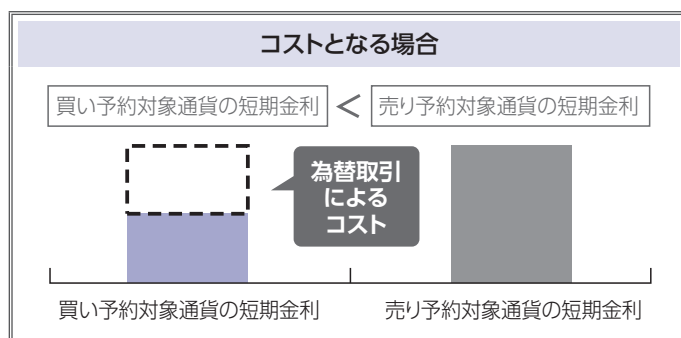 コストとなる場合
買い予約対象通貨の短期金利 < 売り予約対象通貨の短期金利
為替取引
による
コスト
買い予約対象通貨の短期金利 売り予約対象通貨の短期金利